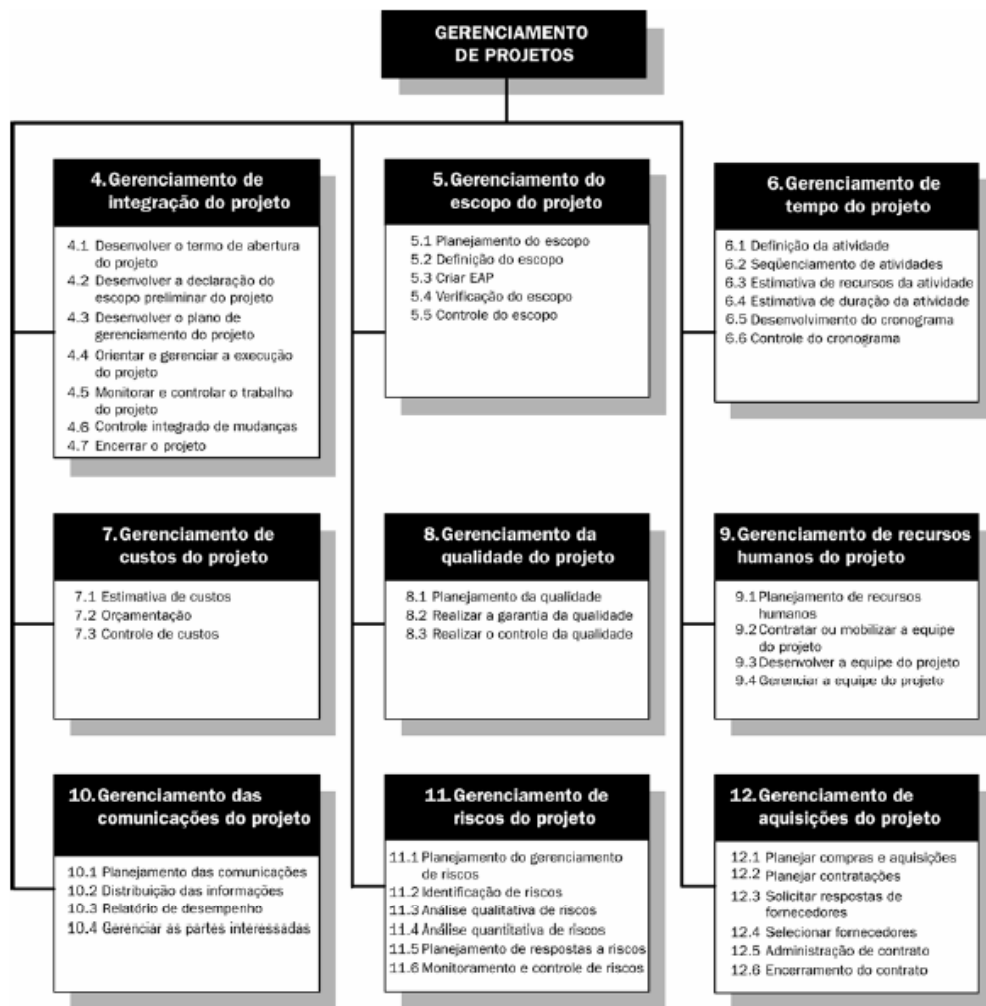 GERENCIAMENTO
DE PROJETOS
4. Gerenciamento de
integração do projeto
4.1 Desenvolver o termo de abertura
do projeto
4.2 Desenvolver a declaração do
escopo preliminar do projeto
4.3 Desenvolver o plano de
gerenciamento do projeto
4.4 Orientar e gerenciar a execução
do projeto
4.5 Monitorar e controlar o trabalho
do projeto
4.6 Controle integrado de mudanças
4.7 Encerrar o projeto
5. Gerenciamento do
escopo do projeto
5.1 Planejamento do escopo
5.2 Definição do escopo
5.3 Criar EAP
5.4 Verificação do escopo
5.5 Controle do escopo
6. Gerenciamento de
tempo do projeto
6.1 Definição da atividade
6.2 Seqüenciamento de atividades
6.3 Estimativa de recursos da atividade
6.4 Estimativa de duração da atividade
6.5 Desenvolvimento do cronograma
6.6 Controle do cronograma
7. Gerenciamento de
custos do projeto
7.1 Estimativa de custos
7.2 Orçamentação
7.3 Controle de custos
8. Gerenciamento da
qualidade do projeto
8.1 Planejamento da qualidade
8.2 Realizar a garantia da qualidade
8.3 Realizar o controle da qualidade
9. Gerenciamento de recursos
humanos do projeto
9.1 Planejamento de recursos
humanos
9.2 Contratar ou mobilizar a equipe
do projeto
9.3 Desenvolver a equipe do projeto
9.4 Gerenciar a equipe do projeto
10. Gerenciamento das
comunicações do projeto
10.1 Planejamento das comunicações
10.2 Distribuição das informações
10.3 Relatório de desempenho
10.4 Gerenciar as partes interessadas
11. Gerenciamento de
riscos do projeto
11.1 Planejamento do gerenciamento
de riscos
11.2 Identificação de riscos
11.3 Análise qualitativa de riscos
11.4 Análise quantitativa de riscos
11.5 Planejamento de respostas a riscos
11.6 Monitoramento e controle de riscos
12. Gerenciamento de
aquisições do projeto
12.1 Planejar compras e aquisições
12.2 Planejar contratações
12.3 Solicitar respostas de
fornecedores
12.4 Selecionar fornecedores
12.5 Administração de contrato
12.6 Encerramento do contrato